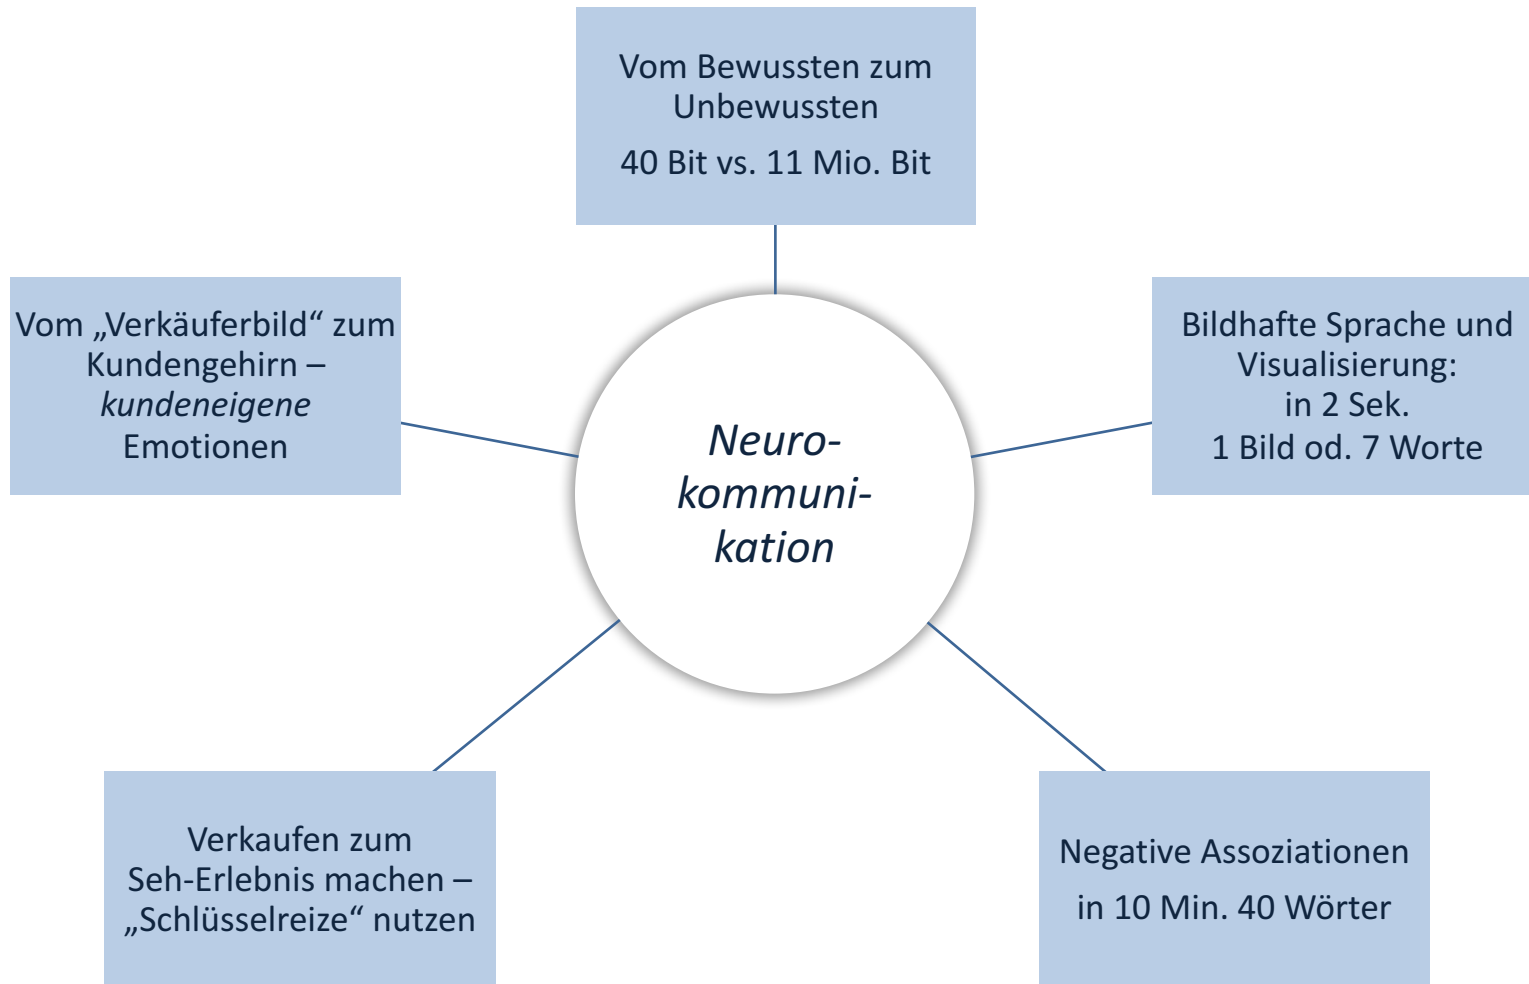 Vom Bewussten zum
Unbewussten
40 Bit vs. 11 Mio. Bit
Vom „Verkäuferbild“ zum
Kundengehirn –
kundeneigene
Emotionen
Bildhafte Sprache und
Visualisierung:
in 2 Sek.
1 Bild od. 7 Worte
Neuro-
kommuni-
kation
Verkaufen zum
Seh-Erlebnis machen –
„Schlüsselreize“ nutzen
Negative Assoziationen
in 10 Min. 40 Wörter